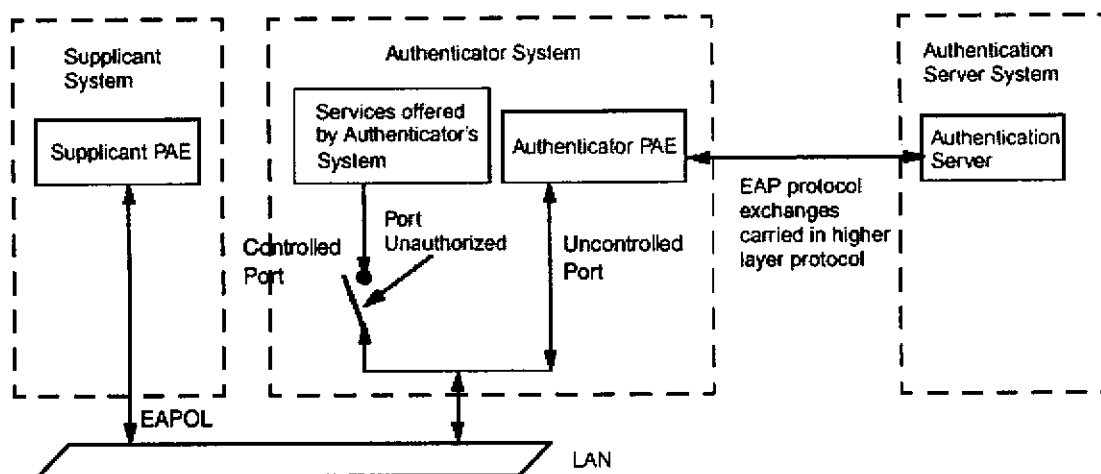 Supplicant
System
Supplicant PAE
Authenticator System
Services offered
by Authenticator's
System
Authenticator PAE
Authentication
Server System
Authentication
Server
EAP protocol
exchanges
carried in higher
layer protocol
Controlled
Port
Port
Unauthorized
Uncontrolled
Port
EAPOL
LAN